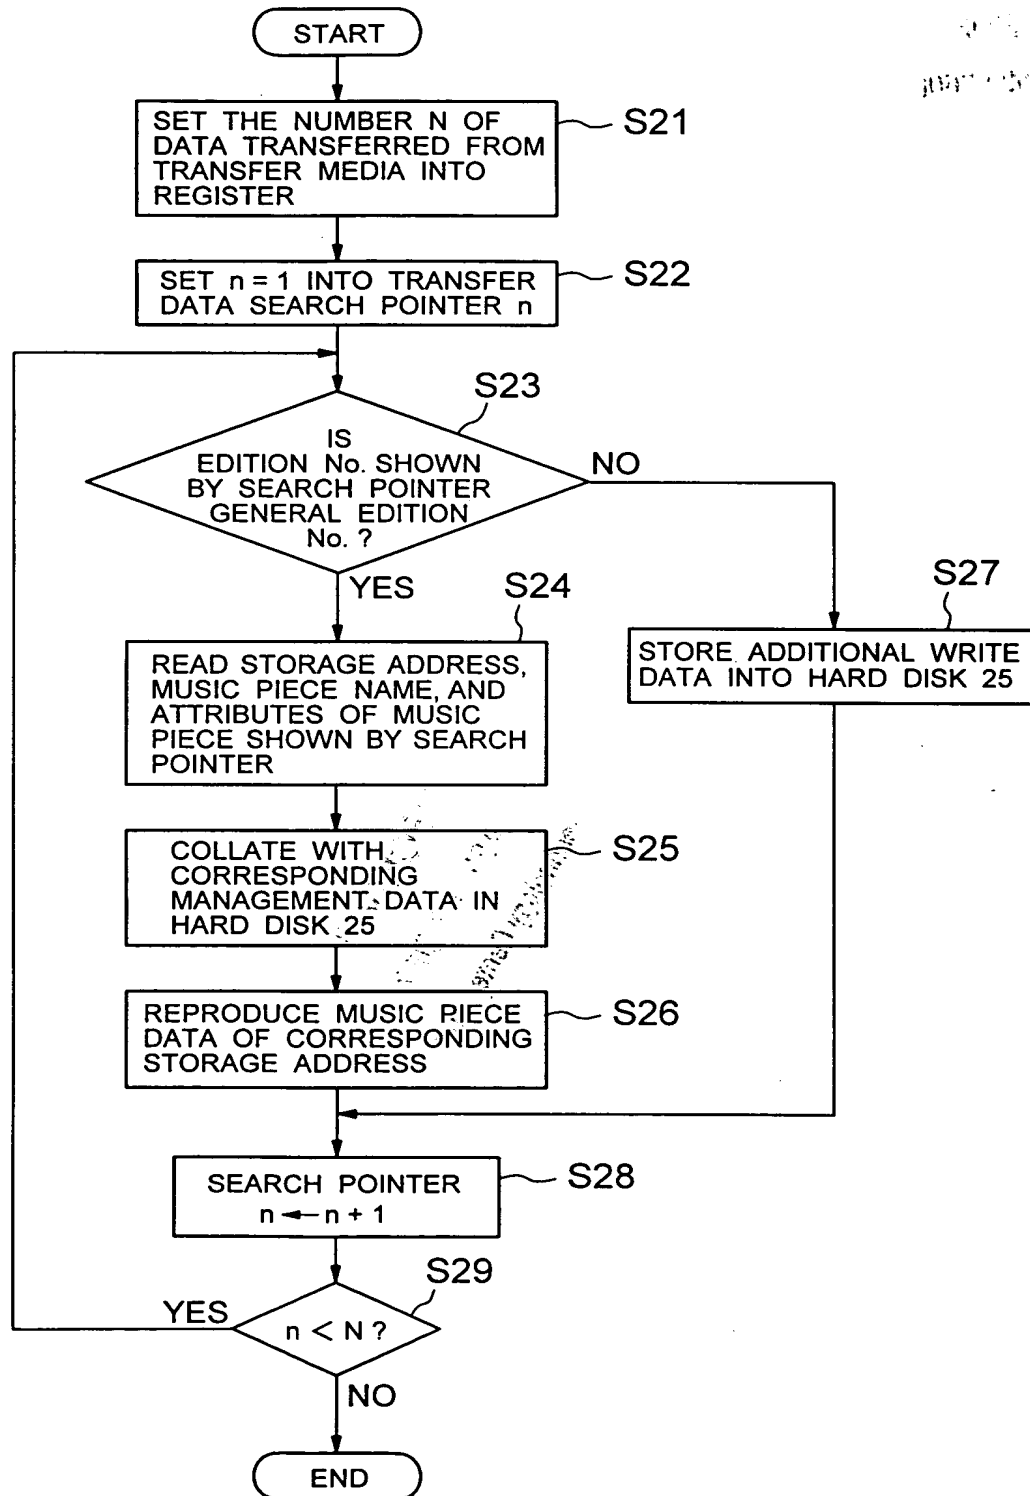 START
SET THE NUMBER N OF
DATA TRANSFERRED FROM
TRANSFER MEDIA INTO
REGISTER
S21
SET n = 1 INTO TRANSFER
DATA SEARCH POINTER n
S22
S23
IS
EDITION No. SHOWN
BY SEARCH POINTER
GENERAL EDITION
No. ?
NO
YES
S24
READ STORAGE ADDRESS,
MUSIC PIECE NAME, AND
ATTRIBUTES OF MUSIC
PIECE SHOWN BY SEARCH
POINTER
S27
STORE ADDITIONAL WRITE
DATA INTO HARD DISK 25
COLLATE WITH
CORRESPONDING
MANAGEMENT DATA IN
HARD DISK 25
S25
REPRODUCE MUSIC PIECE
DATA OF CORRESPONDING
STORAGE ADDRESS
S26
SEARCH POINTER
n ← n + 1
S28
S29
YES
n < N ?
NO
END